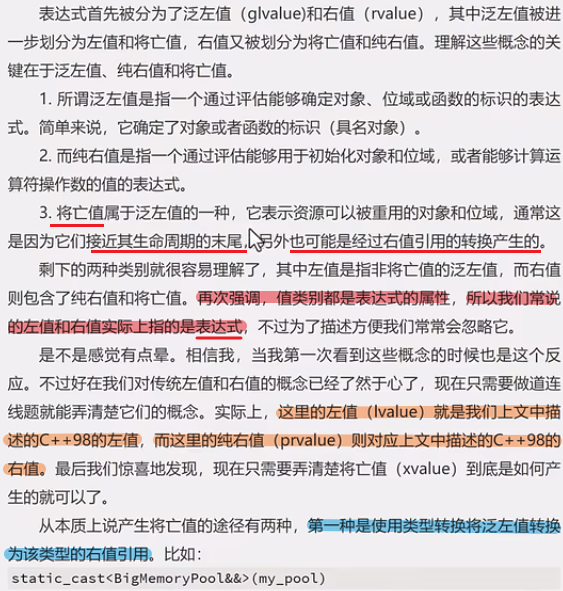 表达式首先被分为了泛左值（glvalue)和右值（rvalue），其中泛左值被进
一步划分为左值和将亡值，右值又被划分为将亡值和纯右值。理解这些概念的关
键在于泛左值、纯右值和将亡值。
1. 所谓泛左值是指一个通过评估能够确定对象、位域或函数的标识的表达
式。简单来说，它确定了对象或者函数的标识（具名对象）。
2. 而纯右值是指一个通过评估能够用于初始化对象和位域，或者能够计算运
算符操作数的值的表达式。
3. 将亡值属于泛左值的一种，它表示资源可以被重用的对象和位域，通常这
是因为它们接近其生命周期的末尾，另外也可能是经过右值引用的转换产生的。
剩下的两种类别就很容易理解了，其中左值是指非将亡值的泛左值，而右值
则包含了纯右值和将亡值。再次强调，值类别都是表达式的属性，所以我们常说
的左值和右值实际上指的是表达式，不过为了描述方便我们常常会忽略它。
是不是感觉有点晕。相信我，当我第一次看到这些概念的时候也是这个反
应。不过好在我们对传统左值和右值的概念已经了然于心了，现在只需要做道连
线题就能弄清楚它们的概念。实际上，这里的左值（lvalue）就是我们上文中描
述的C++98的左值，而这里的纯右值（prvalue）则对应上文中描述的C++98的
右值。最后我们惊喜地发现，现在只需要弄清楚将亡值（xvalue）到底是如何产
生的就可以了。
从本质上说产生将亡值的途径有两种，第一种是使用类型转换将泛左值转换
为该类型的右值引用。比如：
static_cast<BigMemoryPool&&>(my_pool)